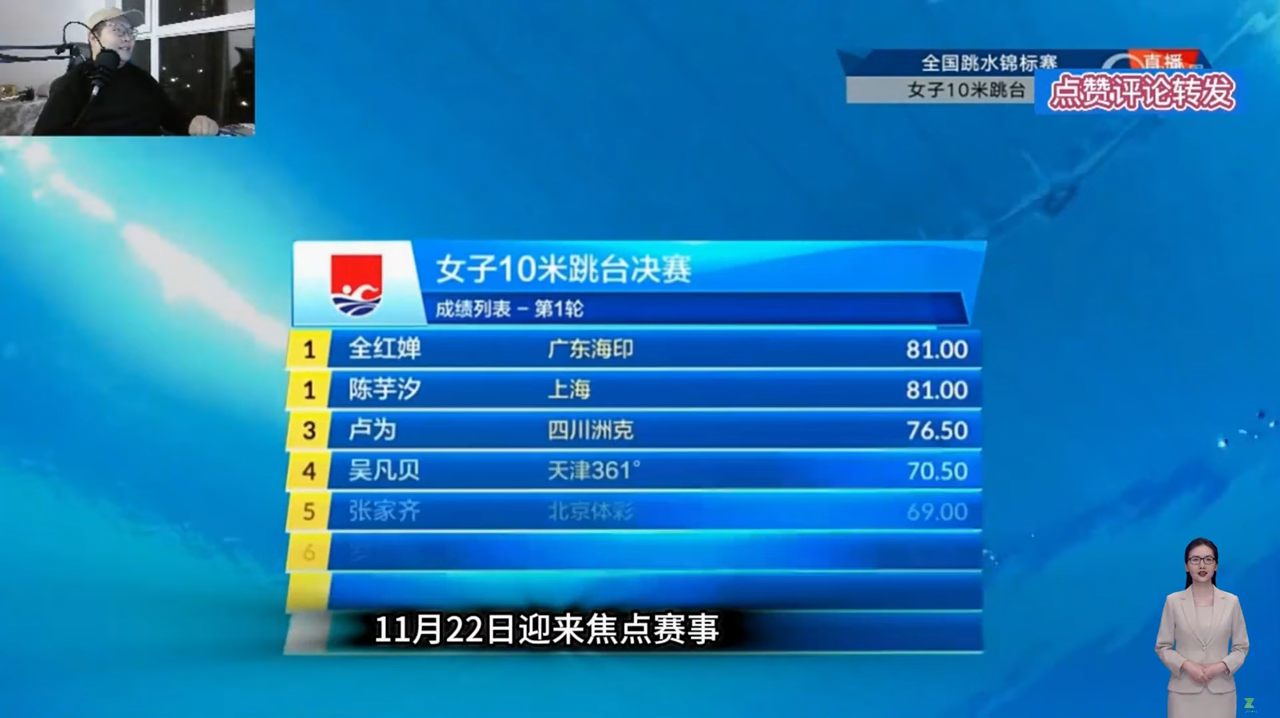 全国跳水锦标赛
直播
女子10米跳台
点赞评论转发
女子10米跳台决赛
成绩列表 - 第1轮
1 全红婵 广东海印 81.00
1 陈芋汐 上海 81.00
3 卢为 四川洲克 76.50
4 吴凡贝 天津361° 70.50
5 张家齐 北京体彩 69.00
6
11月22日迎来焦点赛事